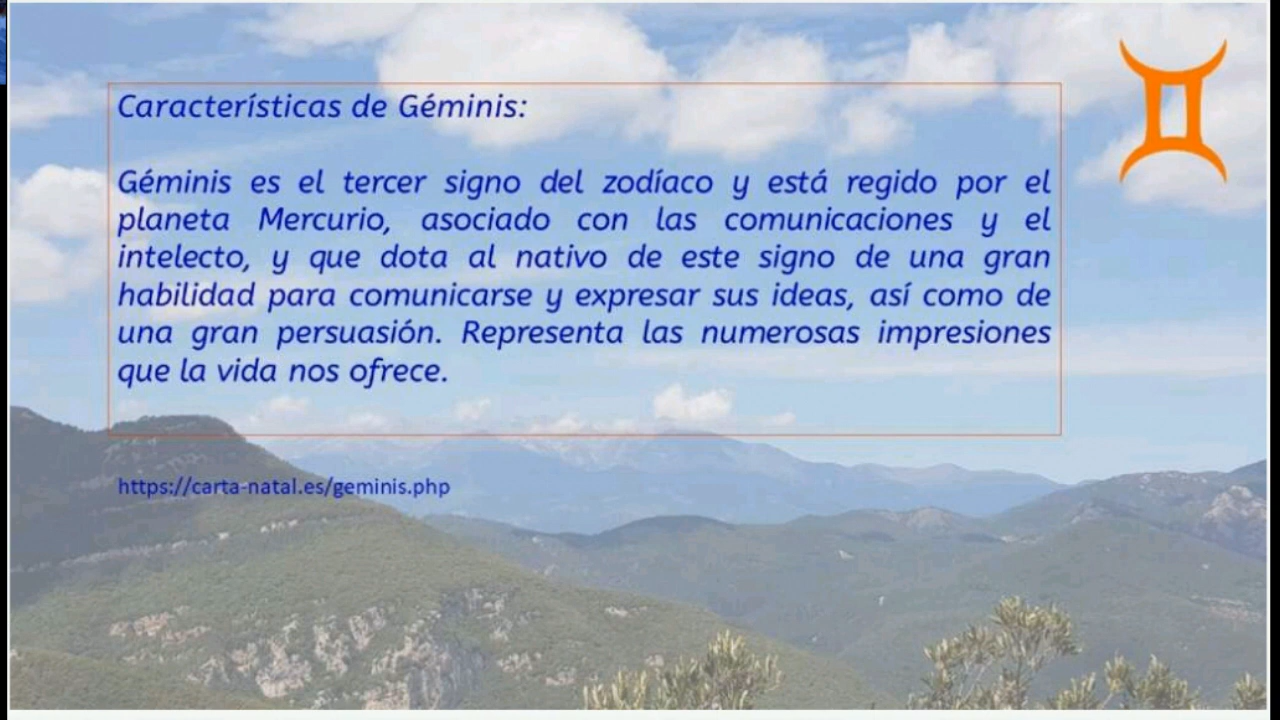 Características de Géminis:
Géminis es el tercer signo del zodíaco y está regido por el
planeta Mercurio, asociado con las comunicaciones y el
intelecto, y que dota al nativo de este signo de una gran
habilidad para comunicarse y expresar sus ideas, así como de
una gran persuasión. Representa las numerosas impresiones
que la vida nos ofrece.
https://carta-natal.es/geminis.php